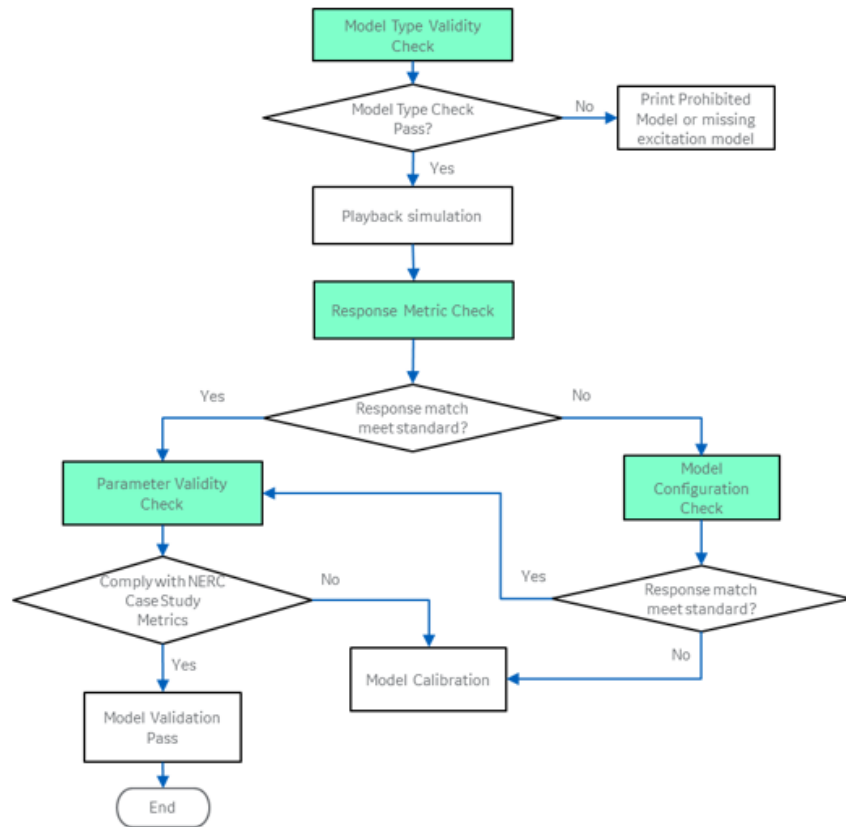 Model Type Validity
Check
Model Type Check
Pass?
No
Print Prohibited
Model or missing
excitation model
Yes
Playback simulation
Response Metric Check
Yes
Response match
meet standard?
No
Parameter Validity
Check
Model
Configuration
Check
Comply with NERC
Case Study
Metrics
No
Yes
Response match
meet standard?
Yes
Model Calibration
No
Model Validation
Pass
End